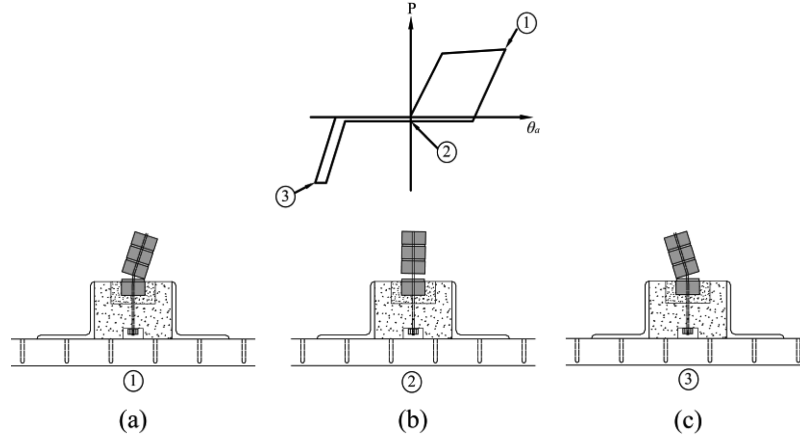 P
①
θa
②
③
① ② ③
(a) (b) (c)